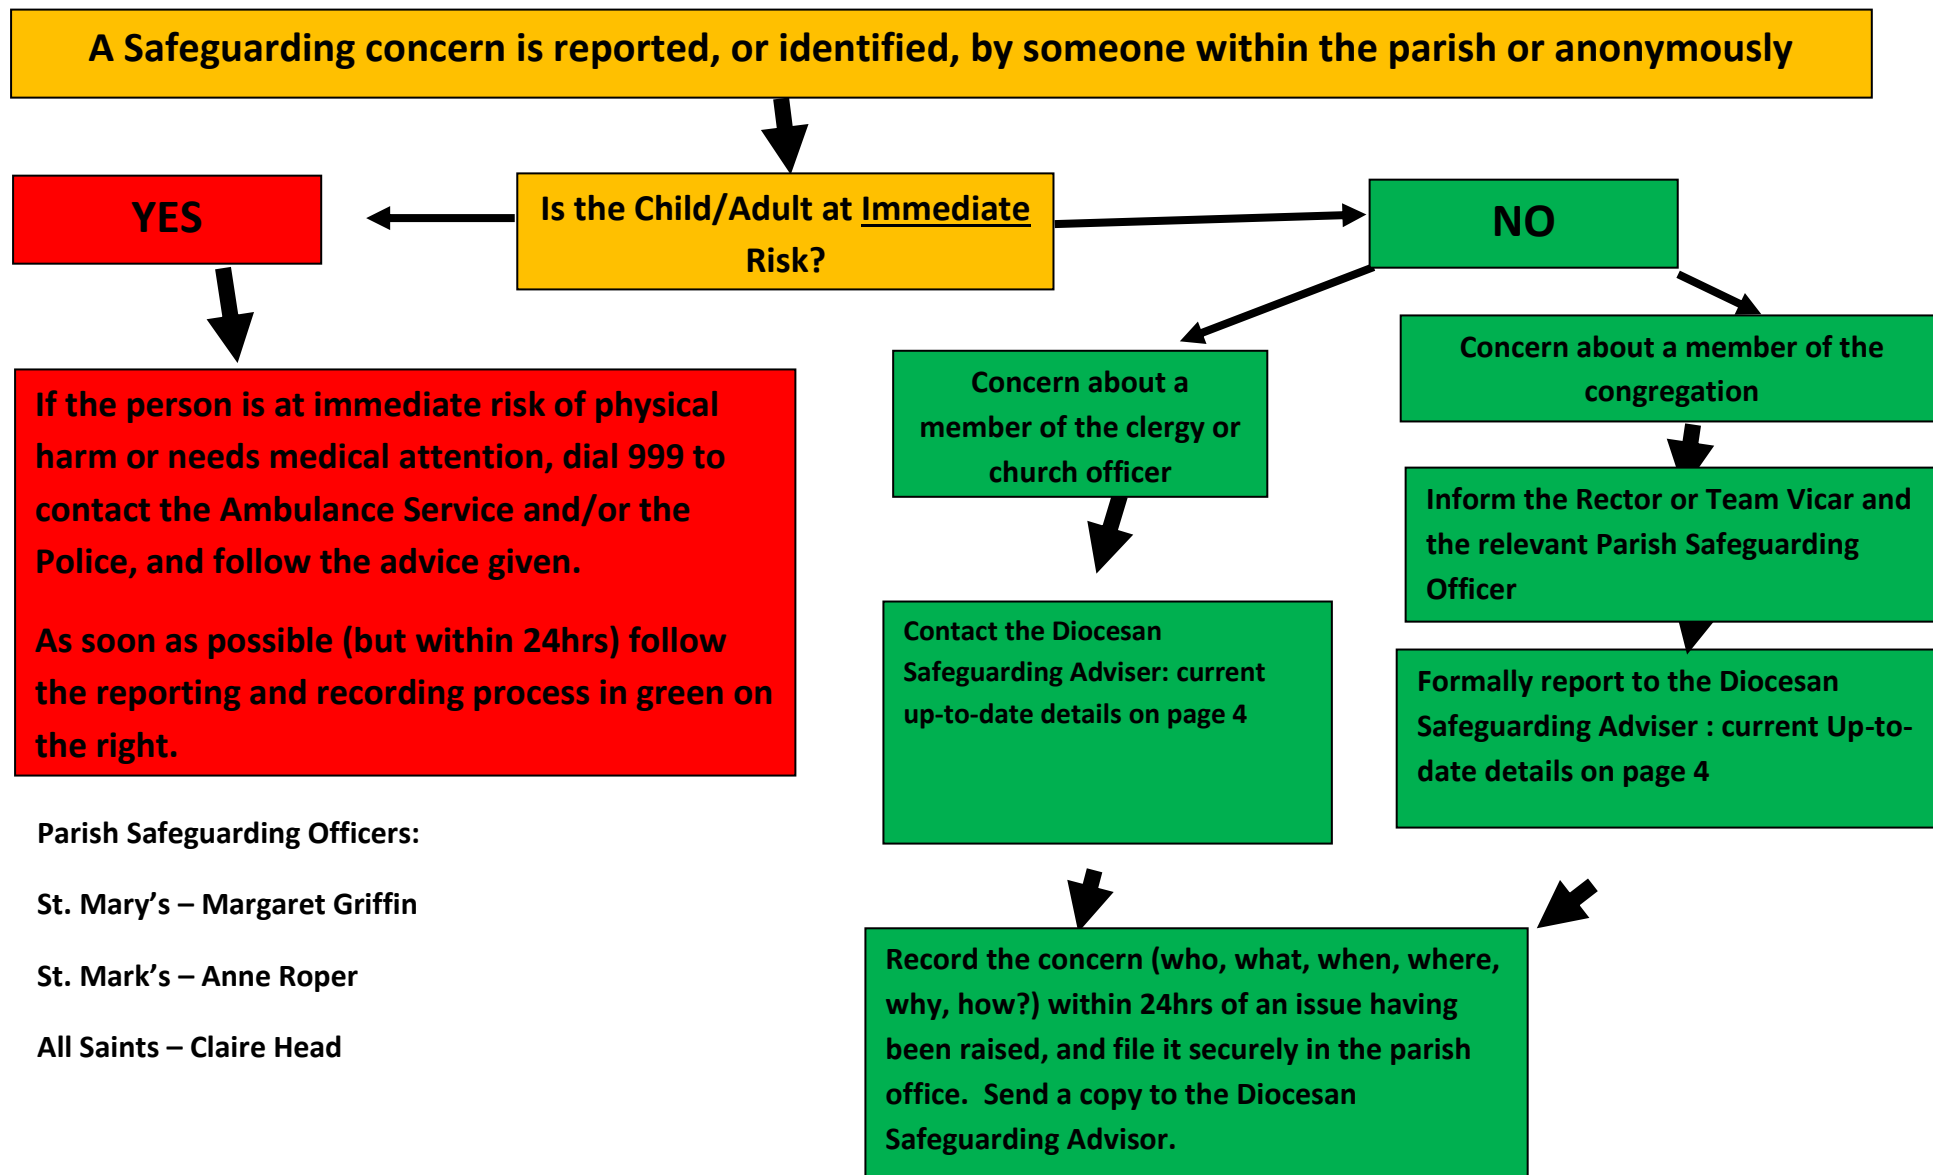 A Safeguarding concern is reported, or identified, by someone within the parish or anonymously
YES
Is the Child/Adult at Immediate
Risk?
NO
If the person is at immediate risk of physical
harm or needs medical attention, dial 999 to
contact the Ambulance Service and/or the
Police, and follow the advice given.
As soon as possible (but within 24hrs) follow
the reporting and recording process in green on
the right.
Concern about a
member of the clergy or
church officer
Concern about a member of the
congregation
Inform the Rector or Team Vicar and
the relevant Parish Safeguarding
Officer
Contact the Diocesan
Safeguarding Adviser: current
up-to-date details on page 4
Formally report to the Diocesan
Safeguarding Adviser : current Up-to-
date details on page 4
Parish Safeguarding Officers:
St. Mary’s – Margaret Griffin
St. Mark’s – Anne Roper
All Saints – Claire Head
Record the concern (who, what, when, where,
why, how?) within 24hrs of an issue having
been raised, and file it securely in the parish
office.  Send a copy to the Diocesan
Safeguarding Advisor.